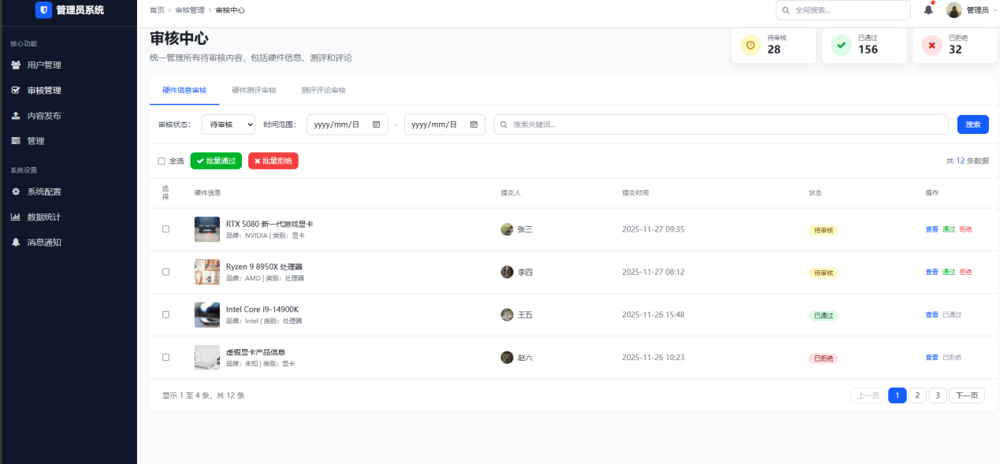 管理员系统
首页 › 审核管理 › 审核中心
全局搜索...
管理员
核心功能
用户管理
审核管理
内容发布
管理
系统设置
系统配置
数据统计
消息通知
审核中心
统一管理所有待审核内容，包括硬件信息、测评和评论
待审核
28
已通过
156
已拒绝
32
硬件信息审核 硬件测评审核 测评评论审核
审核状态： 待审核 时间范围： yyyy/mm/日 - yyyy/mm/日 搜索关键词... 搜索
全选 批量通过 批量拒绝 共 12 条数据
选择 硬件信息 提交人 提交时间 状态 操作
RTX 5080 新一代游戏显卡
品牌：NVIDIA | 类别：显卡
张三 2025-11-27 09:35 待审核 查看 通过 拒绝
Ryzen 9 8950X 处理器
品牌：AMD | 类别：处理器
李四 2025-11-27 08:12 待审核 查看 通过 拒绝
Intel Core i9-14900K
品牌：Intel | 类别：处理器
王五 2025-11-26 15:48 已通过 查看 已通过
虚假显卡产品信息
品牌：未知 | 类别：显卡
赵六 2025-11-26 10:23 已拒绝 查看 已拒绝
显示 1 至 4 条，共 12 条
上一页 1 2 3 下一页